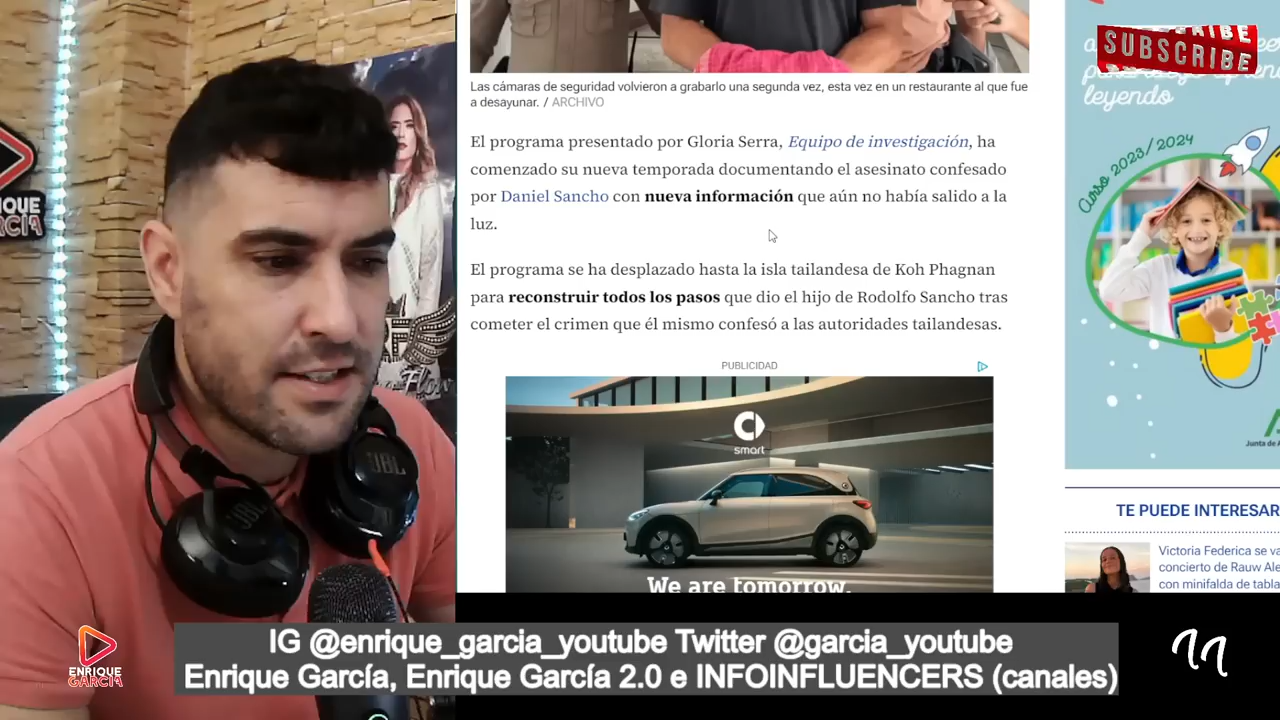 SUBSCRIBE
Las cámaras de seguridad volvieron a grabarlo una segunda vez, esta vez en un restaurante al que fue
a desayunar. / ARCHIVO
El programa presentado por Gloria Serra, Equipo de investigación, ha
comenzado su nueva temporada documentando el asesinato confesado
por Daniel Sancho con nueva información que aún no había salido a la
luz.
El programa se ha desplazado hasta la isla tailandesa de Koh Phagnan
para reconstruir todos los pasos que dio el hijo de Rodolfo Sancho tras
cometer el crimen que él mismo confesó a las autoridades tailandesas.
PUBLICIDAD
smart
We are tomorrow.
leyendo
Curso 2023/2024
Junta de A
TE PUEDE INTERESAR
Victoria Federica se va
concierto de Rauw Ale
con minifalda de tabla
JBL
JBL
GARCÍA
ENRIQUE
GARCÍA
IG @enrique_garcia_youtube Twitter @garcia_youtube
Enrique García, Enrique García 2.0 e INFOINFLUENCERS (canales)